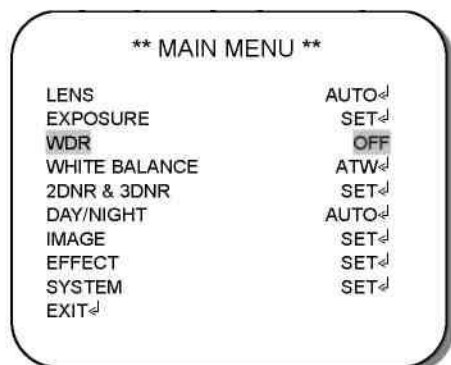 ** MAIN MENU **
LENS AUTO↲
EXPOSURE SET↲
WDR OFF
WHITE BALANCE ATW↲
2DNR & 3DNR SET↲
DAY/NIGHT AUTO↲
IMAGE SET↲
EFFECT SET↲
SYSTEM SET↲
EXIT↲